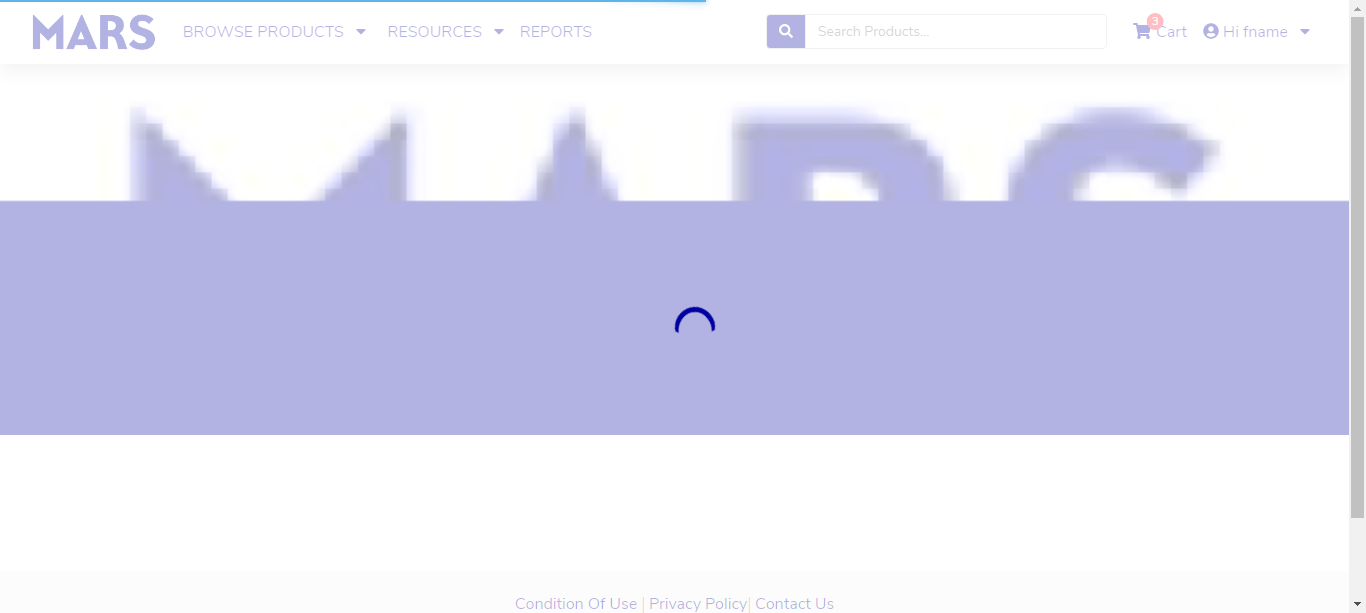 MARS BROWSE PRODUCTS RESOURCES REPORTS Search Products... 3 Cart Hi fname
MARS
Condition Of Use | Privacy Policy| Contact Us